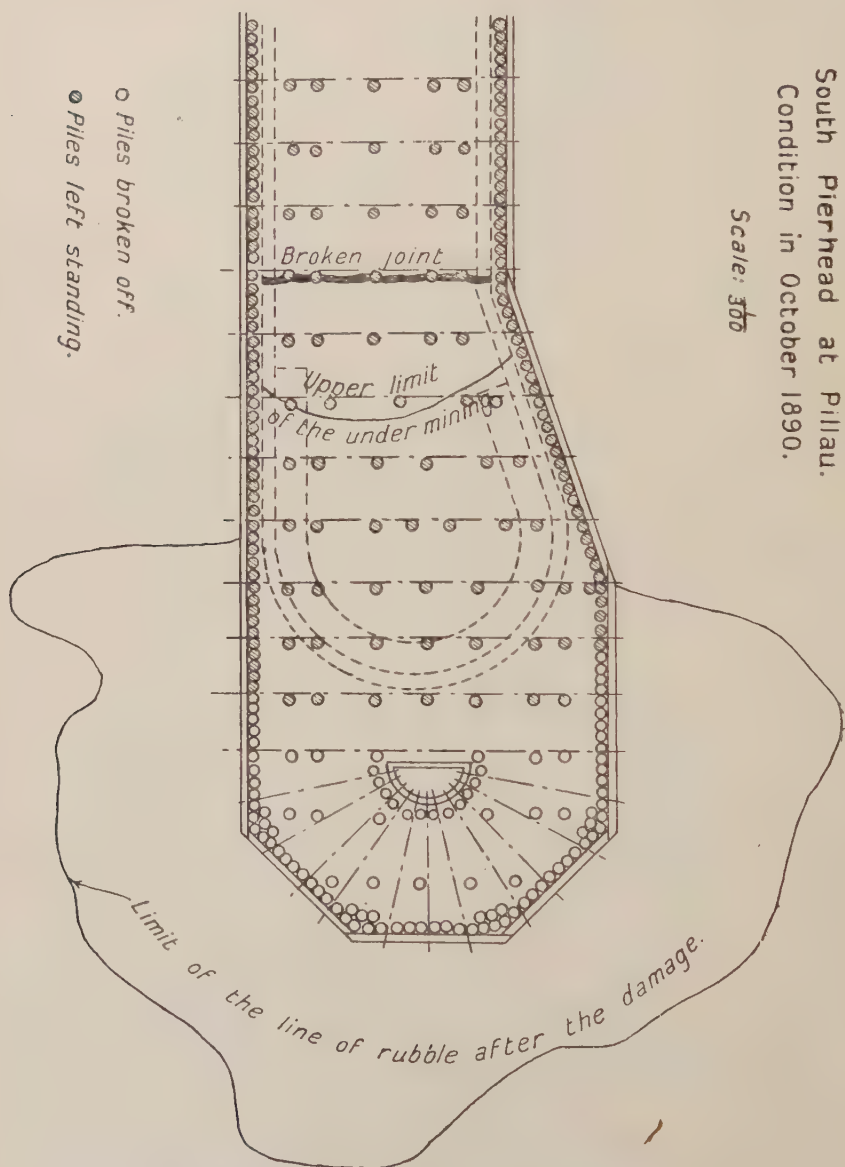 South Pierhead at Pillau.
Condition in October 1890.
Scale: 1/300
Broken joint
Upper limit
of the under mining
Limit of the line of rubble after the damage.
Piles broken off.
Piles left standing.